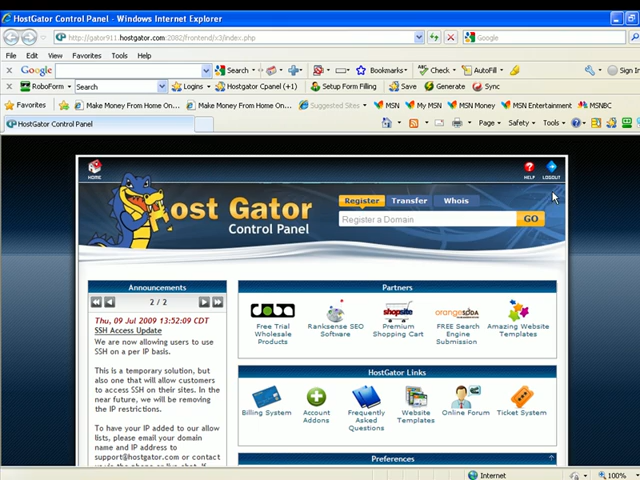 HostGator Control Panel - Windows Internet Explorer
http://gator911.hostgator.com:2082/frontend/x3/index.php
Google
File Edit View Favorites Tools Help
Google Search Bookmarks Check AutoFill Sign In
RoboForm Search Logins Hostgator Cpanel (+1) Setup Form Filling Save Generate Sync
Favorites Make Money From Home On... Make Money From Home On... Suggested Sites MSN My MSN MSN Money MSN Entertainment MSNBC
HostGator Control Panel
Page Safety Tools
HOME
HELP LOGOUT
Host Gator
Control Panel
Register Transfer Whois
Register a Domain GO
Announcements
2 / 2
Thu, 09 Jul 2009 13:52:09 CDT
SSH Access Update
We are now allowing users to use
SSH on a per IP basis.
This is a temporary solution, but
also one that will allow customers
to access SSH on their sites. In the
near future, we will be removing
the IP restrictions.
To have your IP added to our allow
lists, please email your domain
name and IP address to
support@hostgator.com or contact
Partners
Free Trial
Wholesale
Products
Ranksense SEO
Software
shopsite
Premium
Shopping Cart
orangesoda
FREE Search
Engine
Submission
Amazing Website
Templates
HostGator Links
Billing System
Account
Addons
Frequently
Asked
Questions
Website
Templates
Online Forum
Ticket System
Preferences
Internet
100%